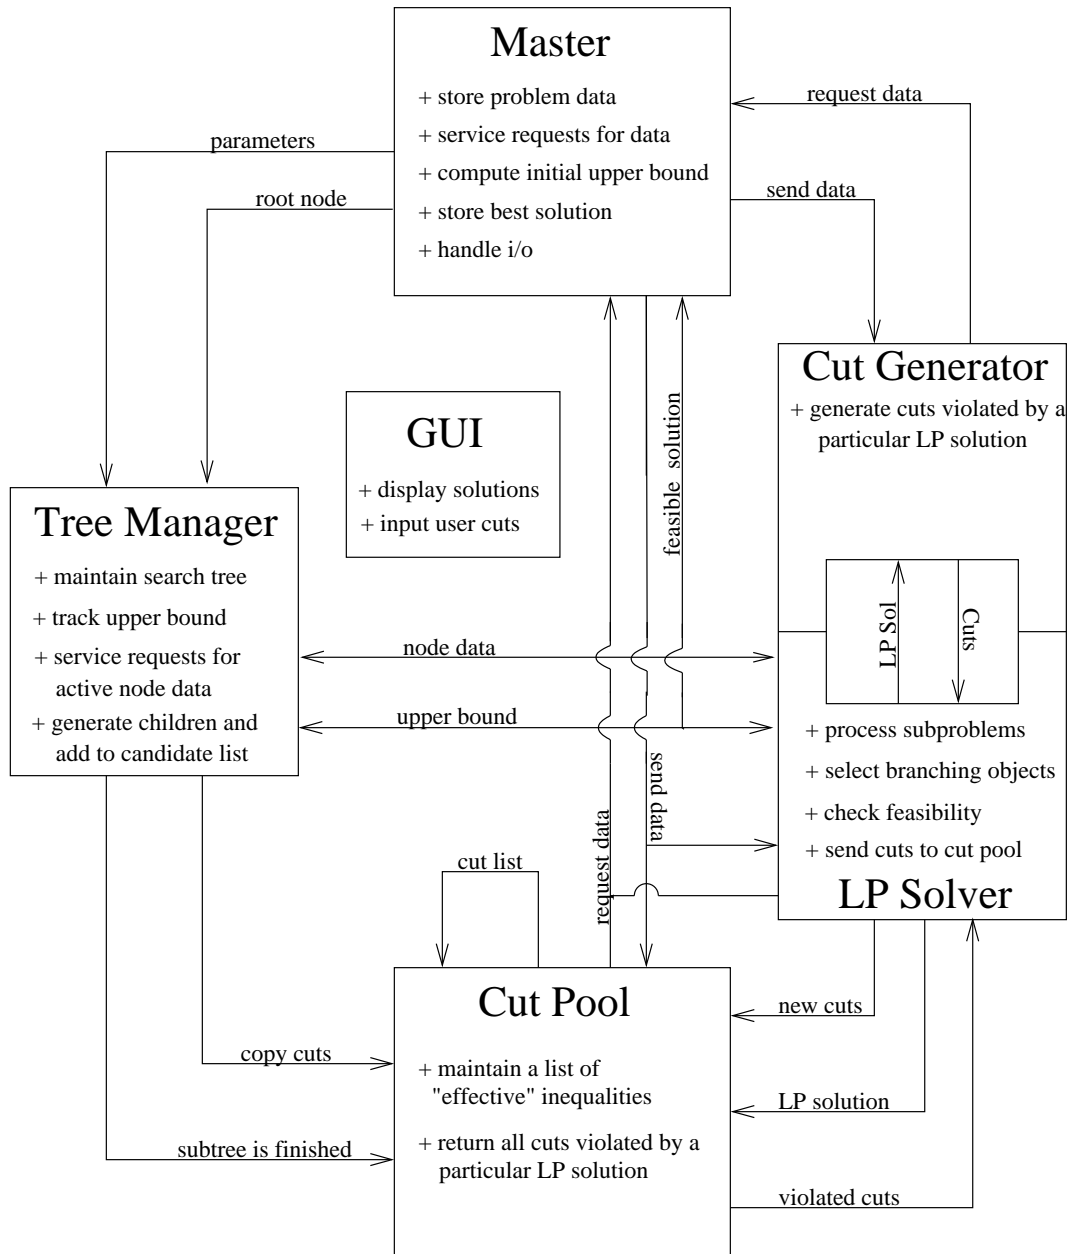 Master
+ store problem data
+ service requests for data
+ compute initial upper bound
+ store best solution
+ handle i/o
request data
parameters
send data
root node
Cut Generator
+ generate cuts violated by a
particular LP solution
GUI
+ display solutions
+ input user cuts
feasible solution
Tree Manager
+ maintain search tree
+ track upper bound
+ service requests for
active node data
+ generate children and
add to candidate list
LP Sol
Cuts
node data
upper bound
+ process subproblems
+ select branching objects
+ check feasibility
+ send cuts to cut pool
LP Solver
send data
request data
cut list
Cut Pool
+ maintain a list of
"effective" inequalities
+ return all cuts violated by a
particular LP solution
new cuts
copy cuts
LP solution
subtree is finished
violated cuts